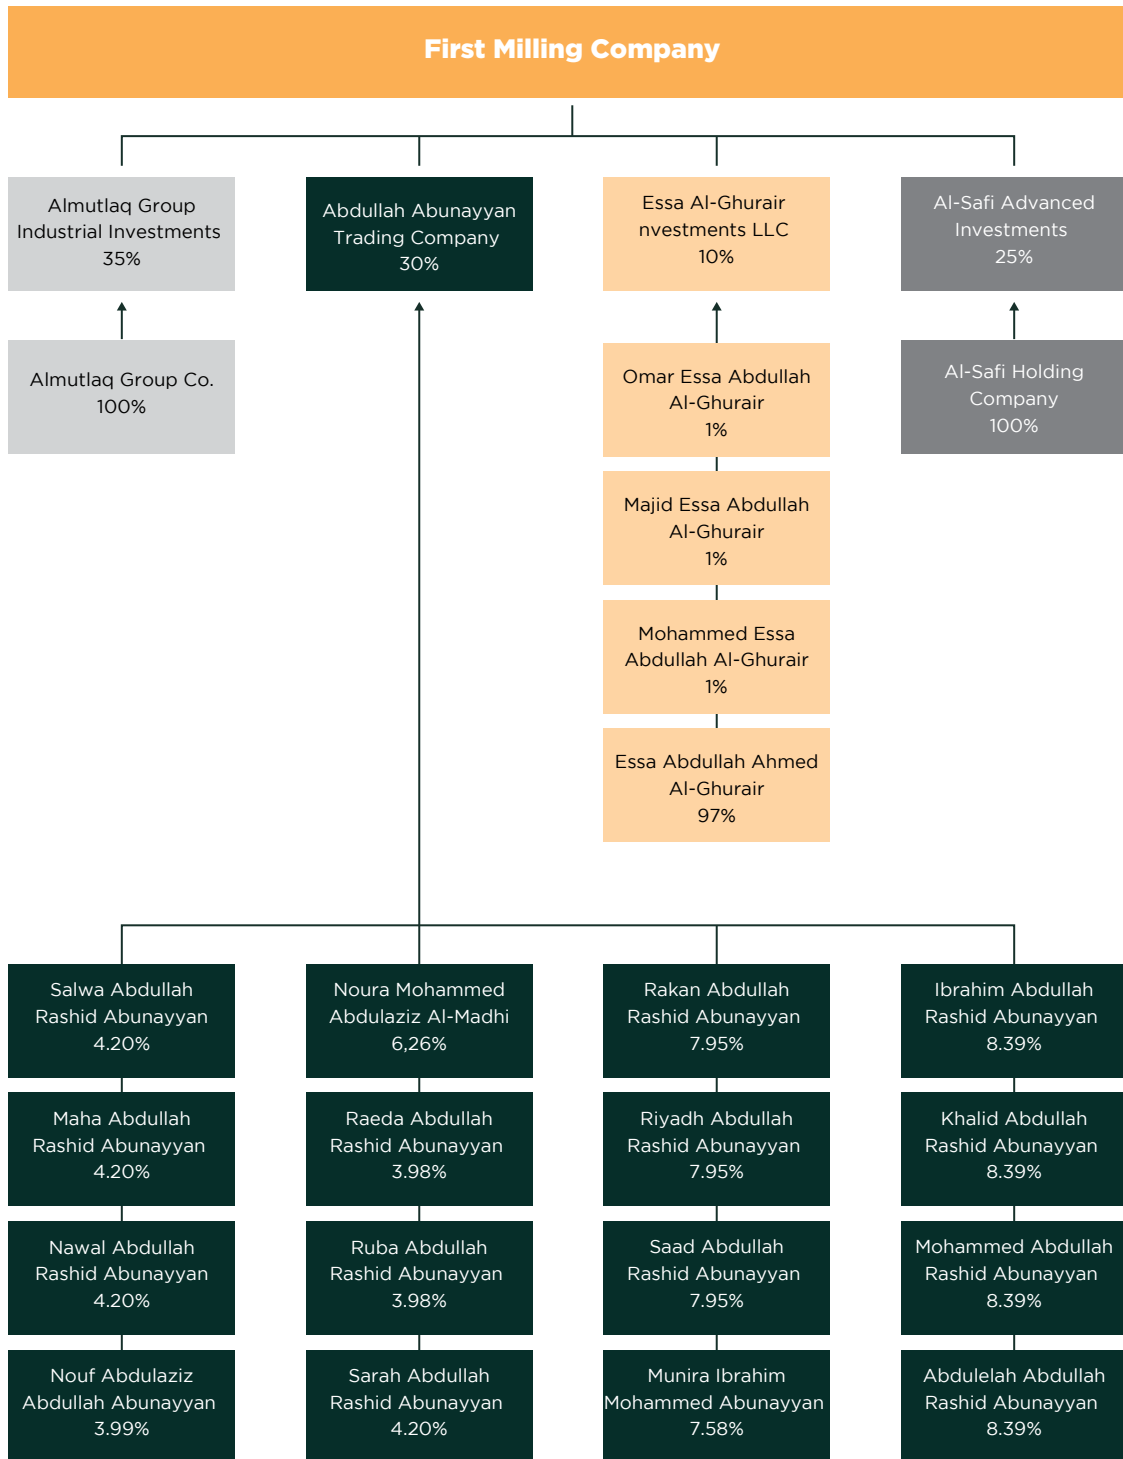 First Milling Company
Almutlaq Group
Industrial Investments
35%
Abdullah Abunayyan
Trading Company
30%
Essa Al-Ghurair
nvestments LLC
10%
Al-Safi Advanced
Investments
25%
Almutlaq Group Co.
100%
Omar Essa Abdullah
Al-Ghurair
1%
Al-Safi Holding
Company
100%
Majid Essa Abdullah
Al-Ghurair
1%
Mohammed Essa
Abdullah Al-Ghurair
1%
Essa Abdullah Ahmed
Al-Ghurair
97%
Salwa Abdullah
Rashid Abunayyan
4.20%
Noura Mohammed
Abdulaziz Al-Madhi
6,26%
Rakan Abdullah
Rashid Abunayyan
7.95%
Ibrahim Abdullah
Rashid Abunayyan
8.39%
Maha Abdullah
Rashid Abunayyan
4.20%
Raeda Abdullah
Rashid Abunayyan
3.98%
Riyadh Abdullah
Rashid Abunayyan
7.95%
Khalid Abdullah
Rashid Abunayyan
8.39%
Nawal Abdullah
Rashid Abunayyan
4.20%
Ruba Abdullah
Rashid Abunayyan
3.98%
Saad Abdullah
Rashid Abunayyan
7.95%
Mohammed Abdullah
Rashid Abunayyan
8.39%
Nouf Abdulaziz
Abdullah Abunayyan
3.99%
Sarah Abdullah
Rashid Abunayyan
4.20%
Munira Ibrahim
Mohammed Abunayyan
7.58%
Abdulelah Abdullah
Rashid Abunayyan
8.39%